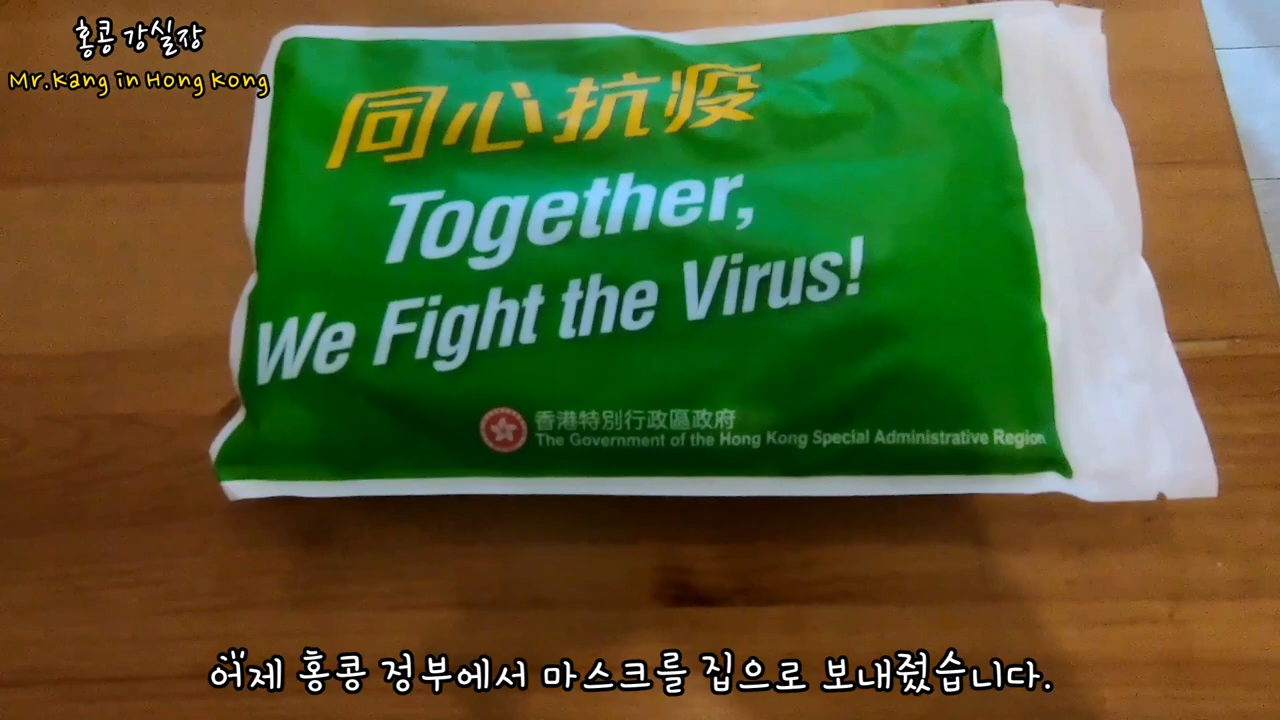 홍콩 강실장
Mr.Kang in Hong Kong
同心抗疫
Together,
We Fight the Virus!
香港特別行政區政府
The Government of the Hong Kong Special Administrative Region
어제 홍콩 정부에서 마스크를 집으로 보내줬습니다.